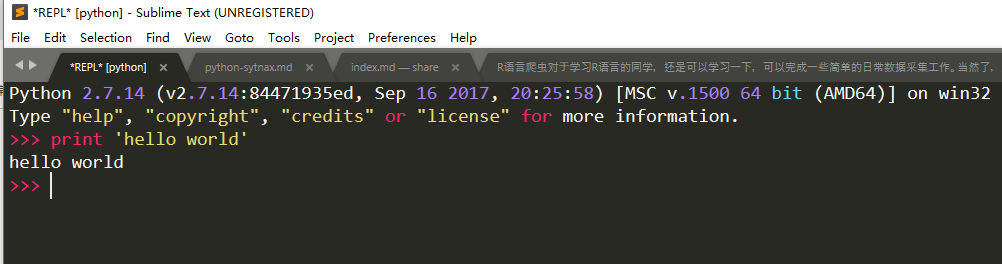 *REPL* [python] - Sublime Text (UNREGISTERED)
File Edit Selection Find View Goto Tools Project Preferences Help
*REPL* [python] × python-sytnax.md × index.md — share × R语言爬虫对于学习R语言的同学，还是可以学习一下，可以完成一些简单的日常数据采集工作。当然了,
Python 2.7.14 (v2.7.14:84471935ed, Sep 16 2017, 20:25:58) [MSC v.1500 64 bit (AMD64)] on win32
Type "help", "copyright", "credits" or "license" for more information.
>>> print 'hello world'
hello world
>>>